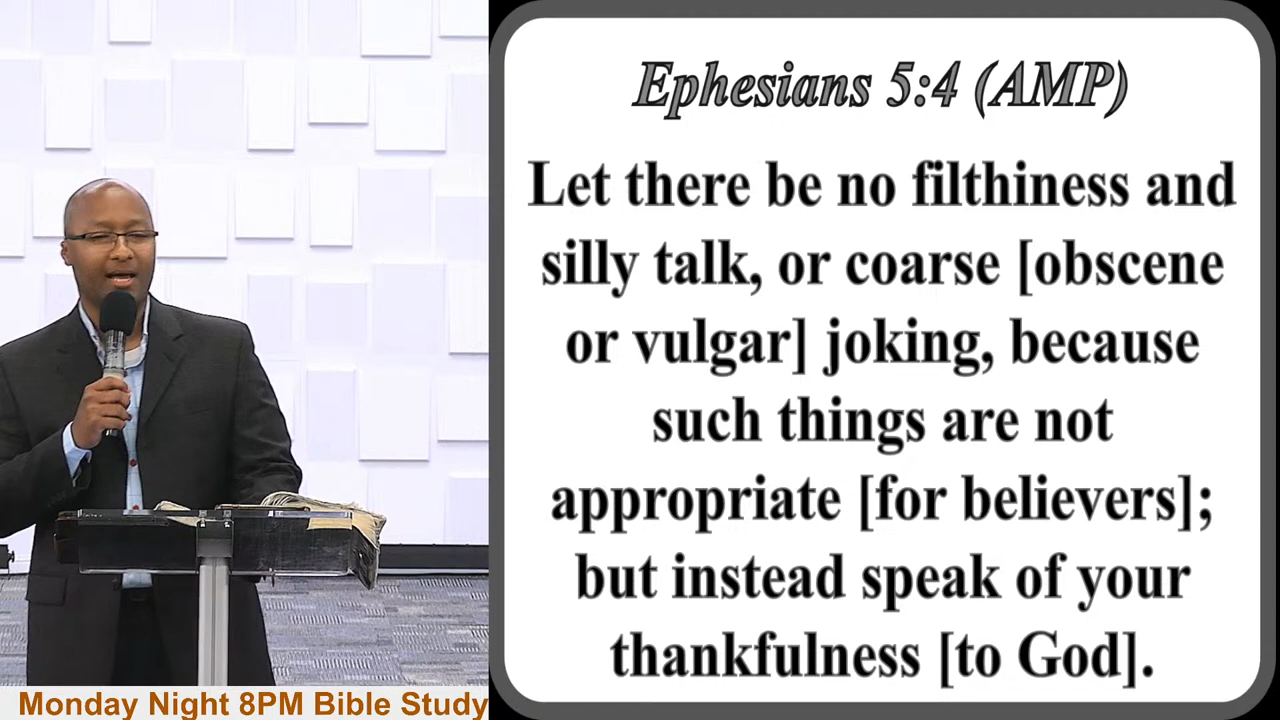 Ephesians 5:4 (AMP)
Let there be no filthiness and
silly talk, or coarse [obscene
or vulgar] joking, because
such things are not
appropriate [for believers];
but instead speak of your
thankfulness [to God].
Monday Night 8PM Bible Study